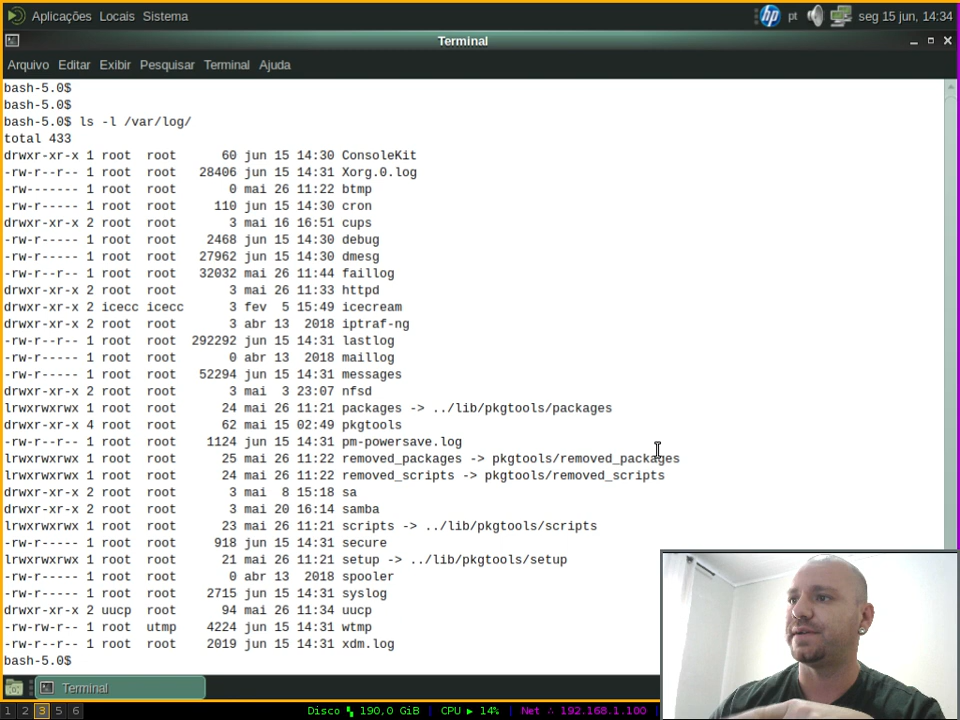 Aplicações Locais Sistema hp pt seg 15 jun, 14:34
Terminal
Arquivo Editar Exibir Pesquisar Terminal Ajuda
bash-5.0$
bash-5.0$
bash-5.0$ ls -l /var/log/
total 433
drwxr-xr-x 1 root root 60 jun 15 14:30 ConsoleKit
-rw-r--r-- 1 root root 28406 jun 15 14:31 Xorg.0.log
-rw------- 1 root root 0 mai 26 11:22 btmp
-rw-r----- 1 root root 110 jun 15 14:30 cron
drwxr-xr-x 2 root root 3 mai 16 16:51 cups
-rw-r----- 1 root root 2468 jun 15 14:30 debug
-rw-r----- 1 root root 27962 jun 15 14:30 dmesg
-rw-r--r-- 1 root root 32032 mai 26 11:44 faillog
drwxr-xr-x 2 root root 3 mai 26 11:33 httpd
drwxr-xr-x 2 icecc icecc 3 fev 5 15:49 icecream
drwxr-xr-x 2 root root 3 abr 13 2018 iptraf-ng
-rw-r--r-- 1 root root 292292 jun 15 14:31 lastlog
-rw-r----- 1 root root 0 abr 13 2018 maillog
-rw-r----- 1 root root 52294 jun 15 14:31 messages
drwxr-xr-x 2 root root 3 mai 3 23:07 nfsd
lrwxrwxrwx 1 root root 24 mai 26 11:21 packages -> ../lib/pkgtools/packages
drwxr-xr-x 4 root root 62 mai 15 02:49 pkgtools
-rw-r--r-- 1 root root 1124 jun 15 14:31 pm-powersave.log
lrwxrwxrwx 1 root root 25 mai 26 11:22 removed_packages -> pkgtools/removed_packages
lrwxrwxrwx 1 root root 24 mai 26 11:22 removed_scripts -> pkgtools/removed_scripts
drwxr-xr-x 2 root root 3 mai 8 15:18 sa
drwxr-xr-x 2 root root 3 mai 20 16:14 samba
lrwxrwxrwx 1 root root 23 mai 26 11:21 scripts -> ../lib/pkgtools/scripts
-rw-r----- 1 root root 918 jun 15 14:31 secure
lrwxrwxrwx 1 root root 21 mai 26 11:21 setup -> ../lib/pkgtools/setup
-rw-r----- 1 root root 0 abr 13 2018 spooler
-rw-r----- 1 root root 2715 jun 15 14:31 syslog
drwxr-xr-x 2 uucp root 94 mai 26 11:34 uucp
-rw-rw-r-- 1 root utmp 4224 jun 15 14:31 wtmp
-rw-r--r-- 1 root root 2019 jun 15 14:31 xdm.log
bash-5.0$
Terminal
1 2 3 5 6 Disco 190,0 GiB | CPU 14% | Net 192.168.1.100 |